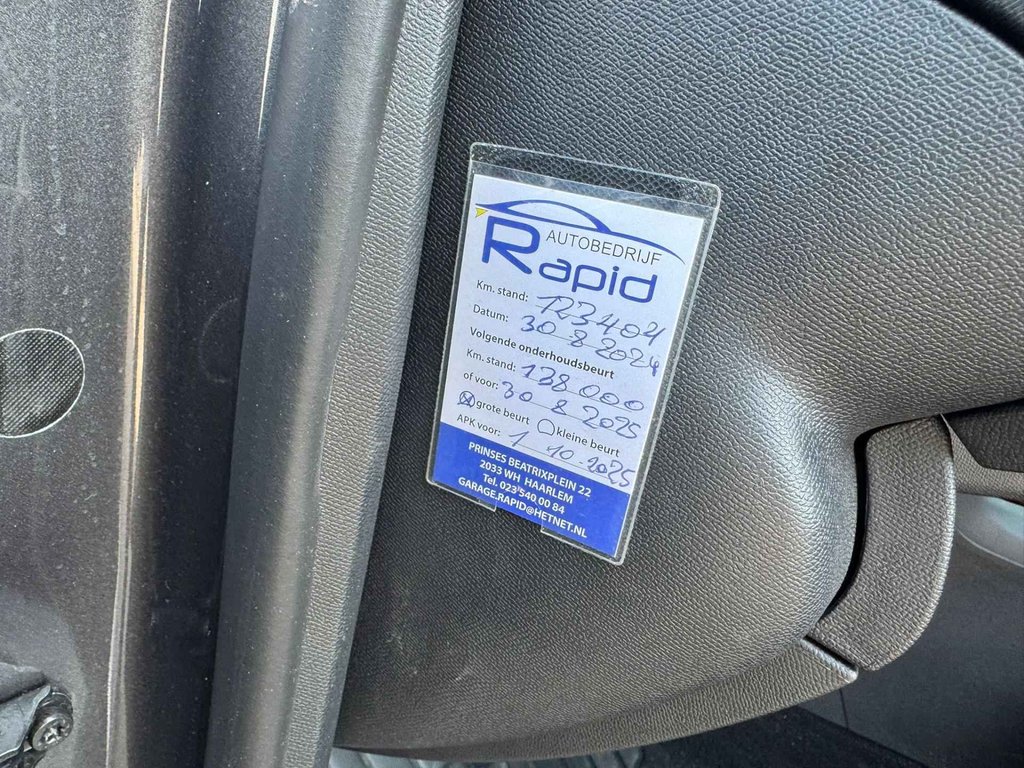 AUTOBEDRIJF
Rapid
Km. stand: 123404
Datum: 30 8 2024
Volgende onderhoudsbeurt
Km. stand: 138000
of voor: 30 8 2025
grote beurt kleine beurt
APK voor: 1 10 2025
PRINSES BEATRIXPLEIN 22
2033 WH HAARLEM
Tel. 023 540 00 84
GARAGE.RAPID@HETNET.NL